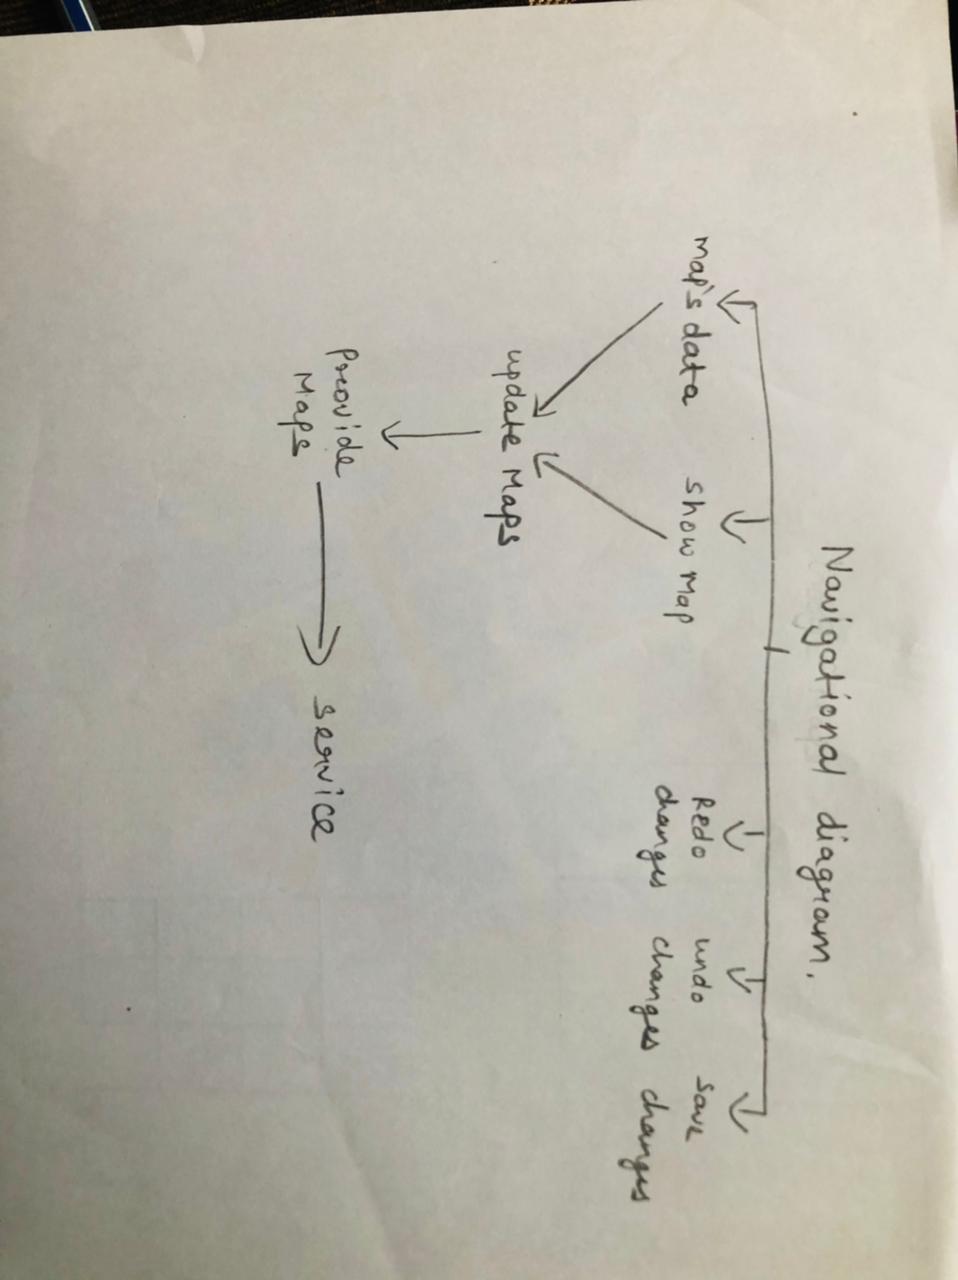 Navigational diagram.
map's data
show Map
Redo
changes
undo
changes
save
changes
update Maps
Provide
Maps
service